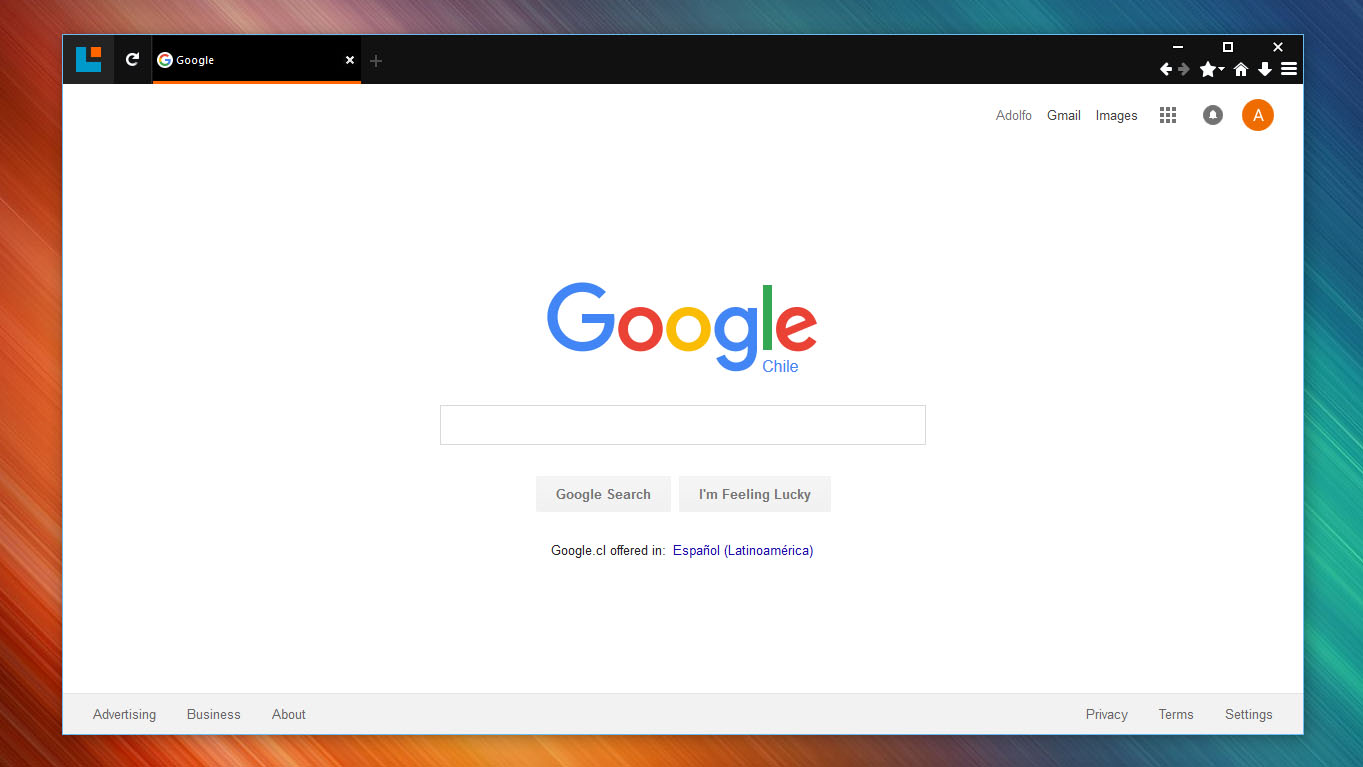 Google
Adolfo Gmail Images A
Google
Chile
Google Search I'm Feeling Lucky
Google.cl offered in: Español (Latinoamérica)
Advertising Business About Privacy Terms Settings